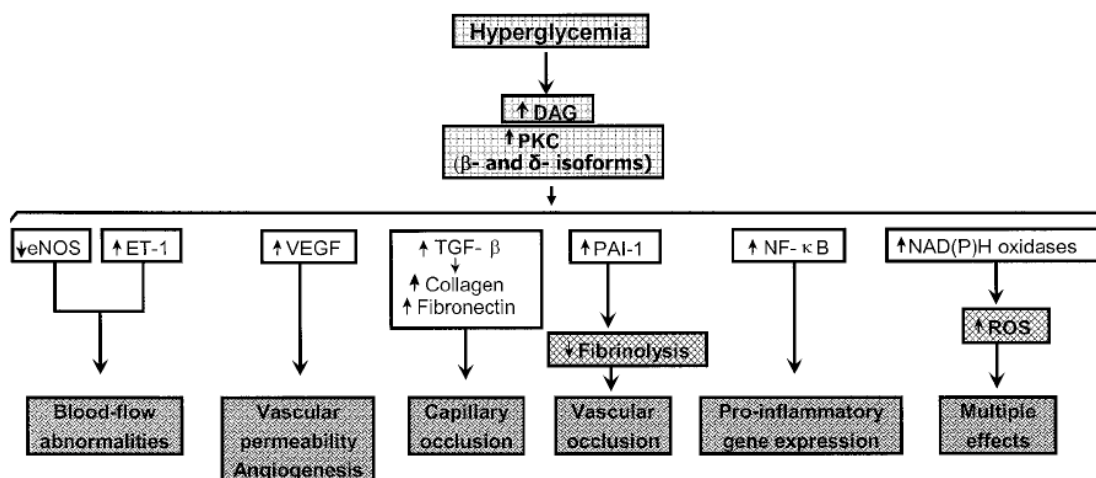 Hyperglycemia
↑ DAG
↑ PKC
(β- and δ- isoforms)
↓eNOS
↑ET-1
↑VEGF
↑ TGF- β
↓
↑ Collagen
↑ Fibronectin
↑PAI-1
↑ NF- κB
↑NAD(P)H oxidases
↓Fibrinolysis
↑ROS
Blood-flow
abnormalities
Vascular
permeability
Angiogenesis
Capillary
occlusion
Vascular
occlusion
Pro-inflammatory
gene expression
Multiple
effects